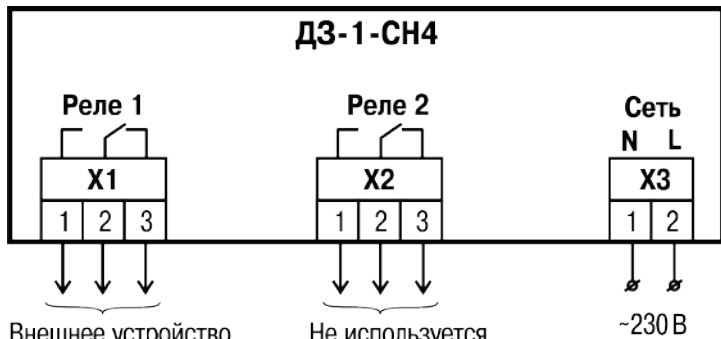 ДЗ-1-СН4
Реле 1 Реле 2 Сеть
N L
X1 X2 X3
1 2 3 1 2 3 1 2
Внешнее устройство Не используется ~230 В